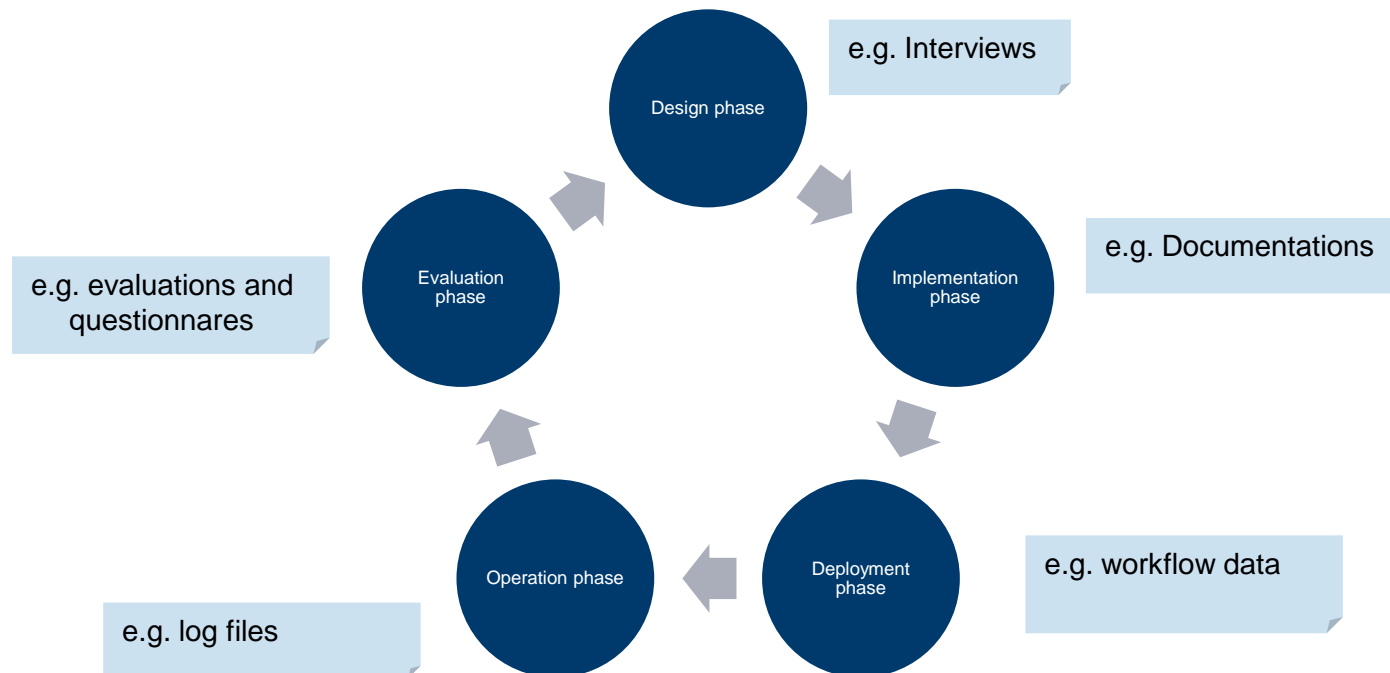 e.g. Interviews
Design phase
e.g. Documentations
Implementation
phase
Evaluation
phase
e.g. evaluations and
questionnares
e.g. workflow data
Deployment
phase
Operation phase
e.g. log files